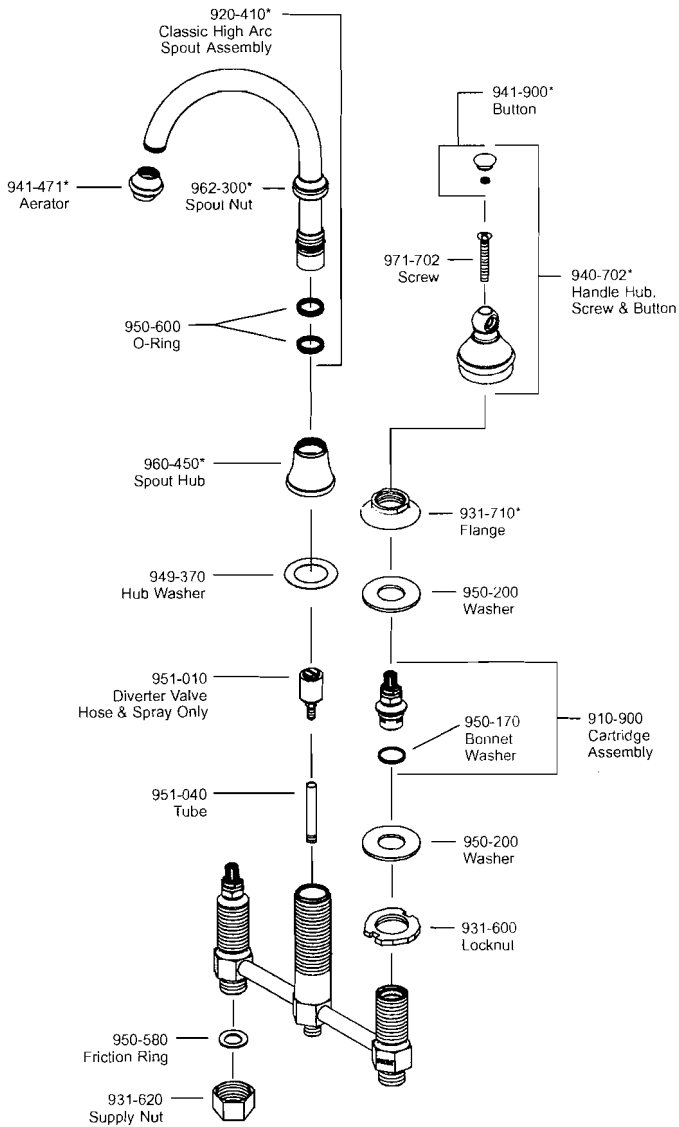 920-410*
Classic High Arc
Spout Assembly
941-900*
Button
941-471*
Aerator
962-300*
Spout Nut
971-702
Screw
940-702*
Handle Hub,
Screw & Button
950-600
O-Ring
960-450*
Spout Hub
931-710*
Flange
949-370
Hub Washer
950-200
Washer
951-010
Diverter Valve
Hose & Spray Only
950-170
Bonnet
Washer
910-900
Cartridge
Assembly
951-040
Tube
950-200
Washer
931-600
Locknut
950-580
Friction Ring
931-620
Supply Nut